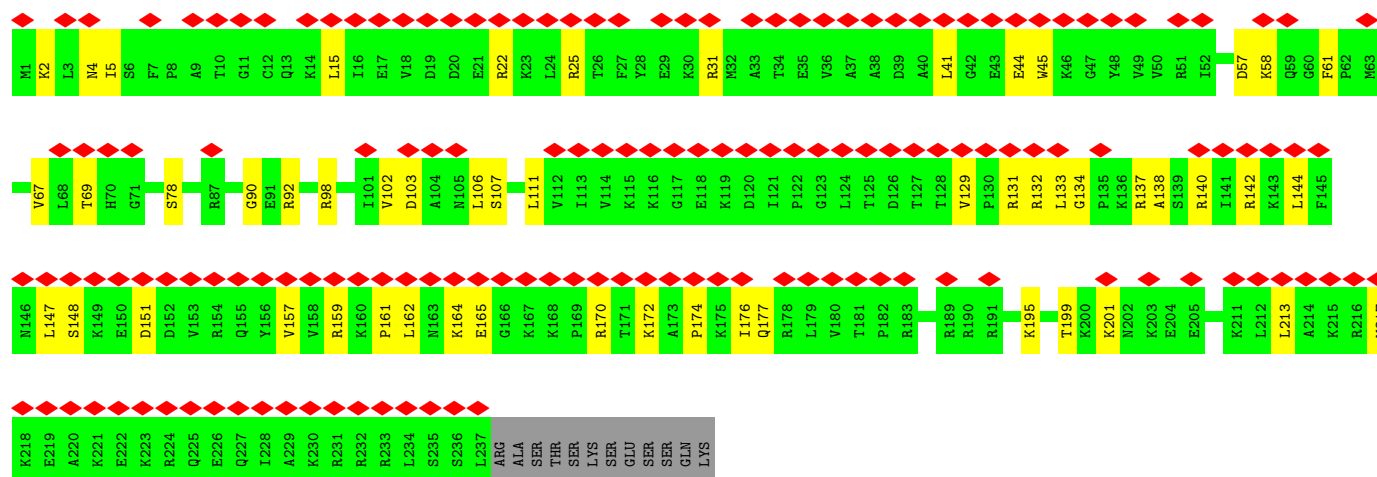 M1 K2 L3 N4 I5 S6 F7 P8 A9 T10 G11 C12 Q13 K14 L15 I16 E17 V18 D19 D20 E21 R22 K23 L24 R25 T26 F27 Y28 E29 K30 R31 M32 A33 T34 E35 V36 A37 A38 D39 A40 L41 G42 E43 E44 W45 K46 G47 Y48 V49 V50 R51 I52 D57 K58 Q59 G60 F61 P62 M63
V67 L68 T69 H70 G71 S78 R87 G90 E91 R92 R98 I101 V102 D103 A104 N105 L106 S107 L111 V112 I113 V114 K115 K116 G117 E118 K119 D120 I121 P122 G123 L124 T125 D126 T127 T128 V129 P130 R131 R132 L133 G134 P135 K136 R137 A138 S139 R140 I141 R142 K143 L144 F145
N146 L147 S148 K149 E150 D151 D152 V153 R154 Q155 Y156 V157 V158 R159 K160 P161 L162 N163 K164 E165 G166 K167 K168 P169 R170 T171 K172 A173 P174 K175 I176 Q177 R178 L179 V180 T181 P182 R183 R189 R190 R191 K195 T199 K200 K201 N202 K203 E204 E205 K211 L212 L213 A214 K215 R216
K218 E219 A220 K221 E222 K223 R224 Q225 E226 Q227 I228 A229 K230 R231 R232 R233 L234 S235 S236 L237 ARG ALA SER THR SER LYS SER GLU SER SER GLN LYS